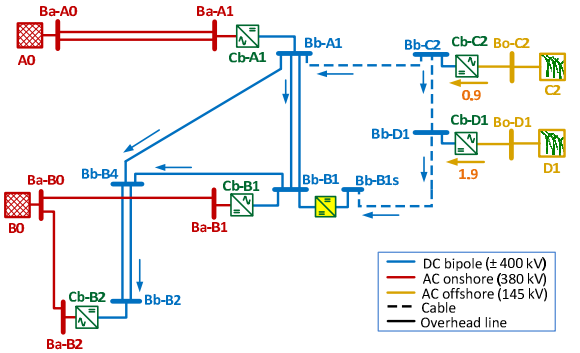 Ba-A0
Ba-A1
A0
Cb-A1
Bb-A1
Bb-C2
Cb-C2
Bo-C2
0.9
C2
Bb-D1
Cb-D1
Bo-D1
1.9
D1
Bb-B4
Ba-B0
Cb-B1
Bb-B1
Bb-B1s
B0
Ba-B1
Cb-B2
Bb-B2
Ba-B2
DC bipole (± 400 kV)
AC onshore (380 kV)
AC offshore (145 kV)
Cable
Overhead line